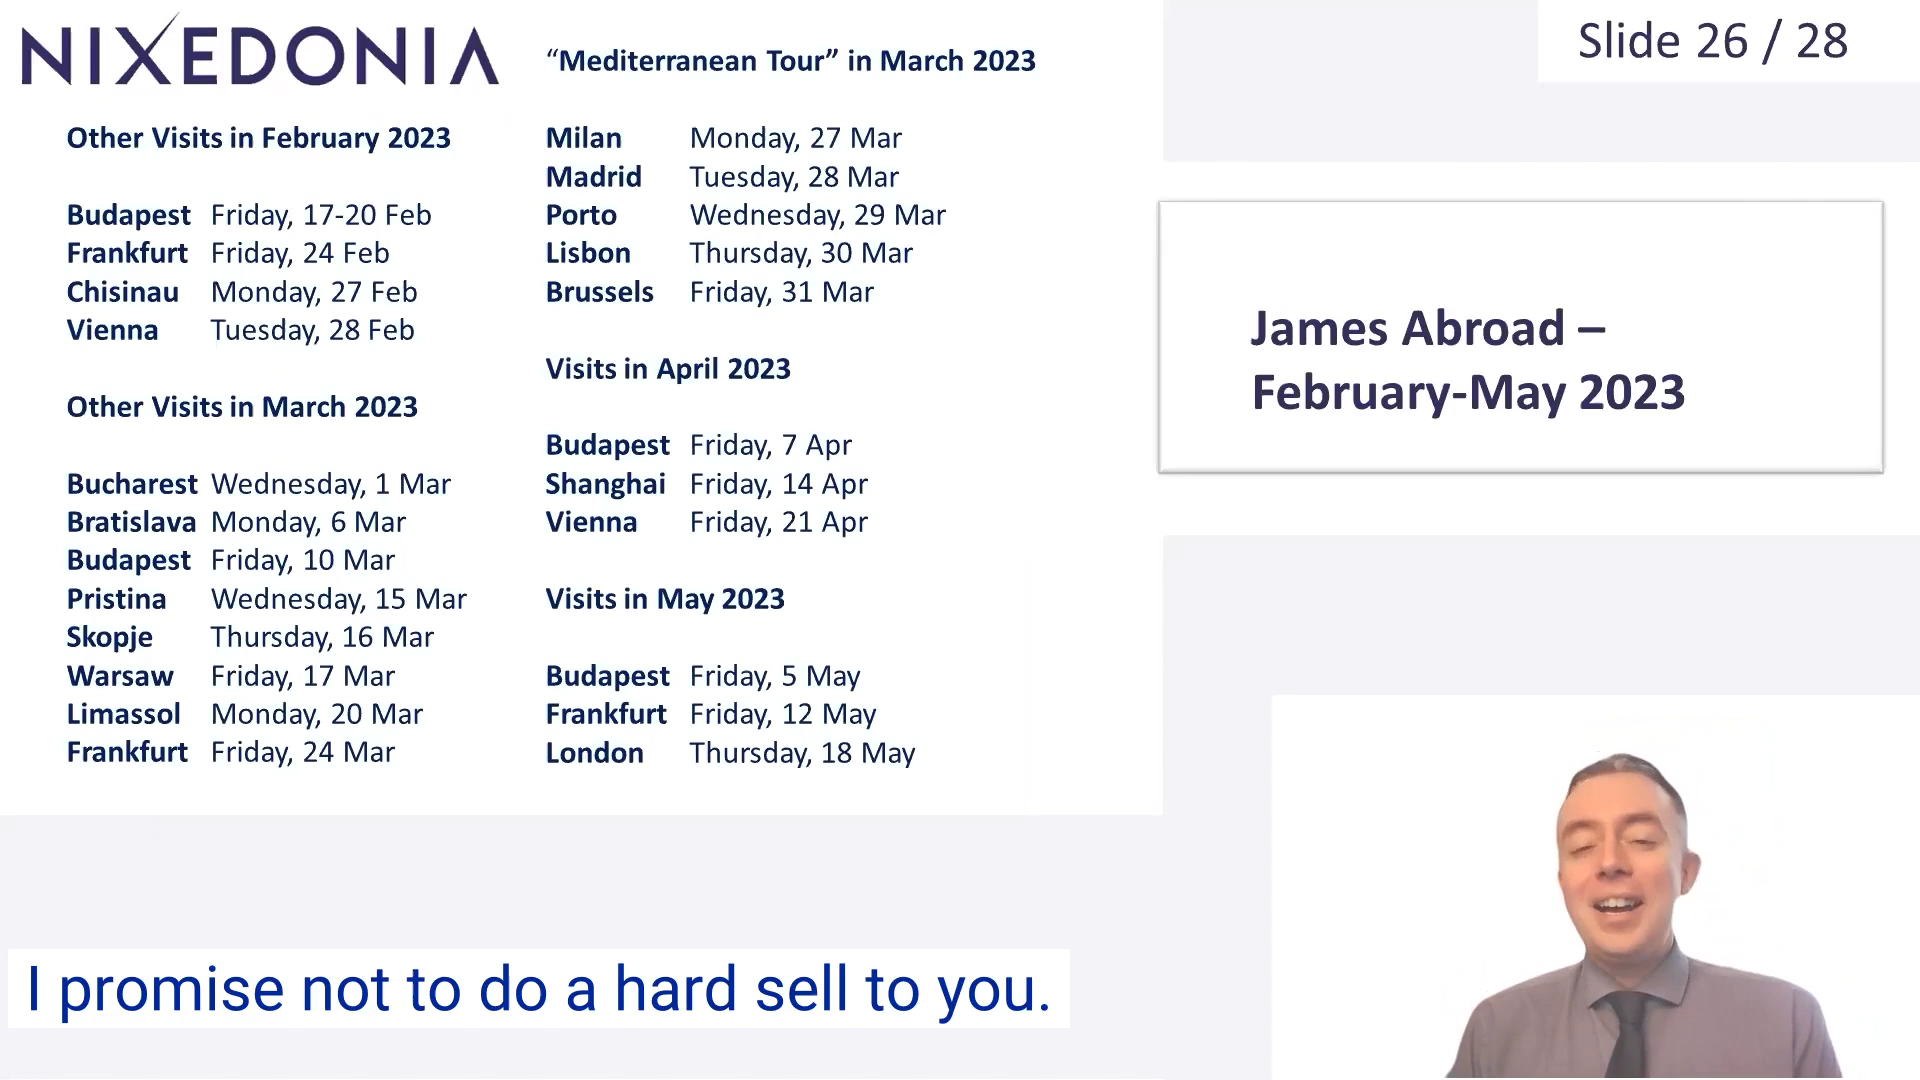 NIXEDONIA
Other Visits in February 2023
Budapest Friday, 17-20 Feb
Frankfurt Friday, 24 Feb
Chisinau Monday, 27 Feb
Vienna Tuesday, 28 Feb
Other Visits in March 2023
Bucharest Wednesday, 1 Mar
Bratislava Monday, 6 Mar
Budapest Friday, 10 Mar
Pristina Wednesday, 15 Mar
Skopje Thursday, 16 Mar
Warsaw Friday, 17 Mar
Limassol Monday, 20 Mar
Frankfurt Friday, 24 Mar
“Mediterranean Tour” in March 2023
Milan Monday, 27 Mar
Madrid Tuesday, 28 Mar
Porto Wednesday, 29 Mar
Lisbon Thursday, 30 Mar
Brussels Friday, 31 Mar
Visits in April 2023
Budapest Friday, 7 Apr
Shanghai Friday, 14 Apr
Vienna Friday, 21 Apr
Visits in May 2023
Budapest Friday, 5 May
Frankfurt Friday, 12 May
London Thursday, 18 May
Slide 26 / 28
James Abroad –
February-May 2023
I promise not to do a hard sell to you.